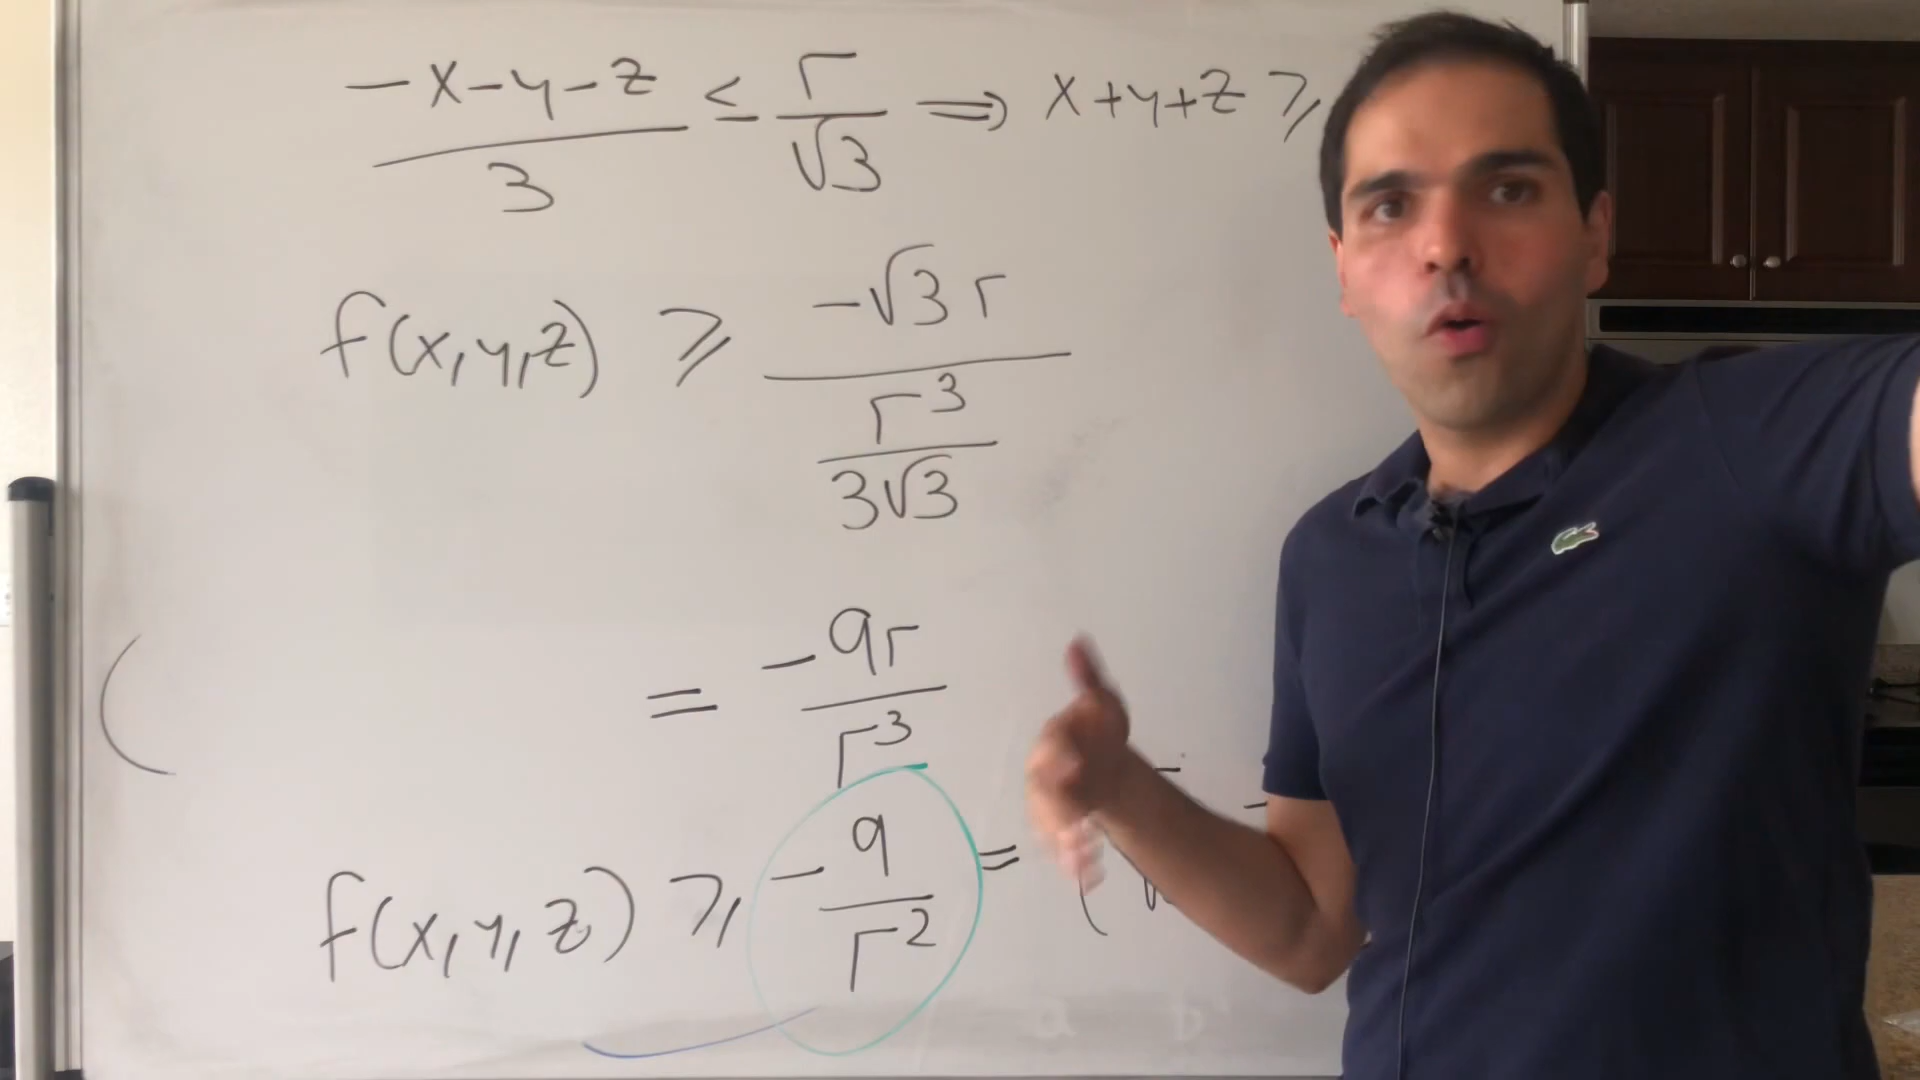 (-x-y-z)/3 ≤ r/√3 ⟹ x+y+z ≥
f(x,y,z) ≥ (-√3 r)/(r³/(3√3))
= -9r/r³
f(x,y,z) ≥ -9/r² = (